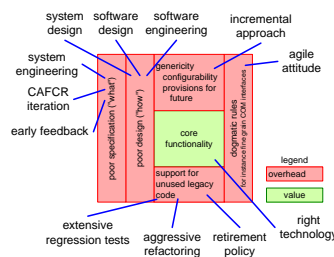 system
design
software
design
software
engineering
incremental
approach
agile
attitude
system
engineering
CAFCR
iteration
early feedback
poor specification ("what")
poor design ("how")
genericity
configurability
provisions for
future
core
functionality
support for
unused legacy
code
dogmatic rules
for instance fine grain COM interfaces
legend
overhead
value
extensive
regression tests
aggressive
refactoring
retirement
policy
right
technology